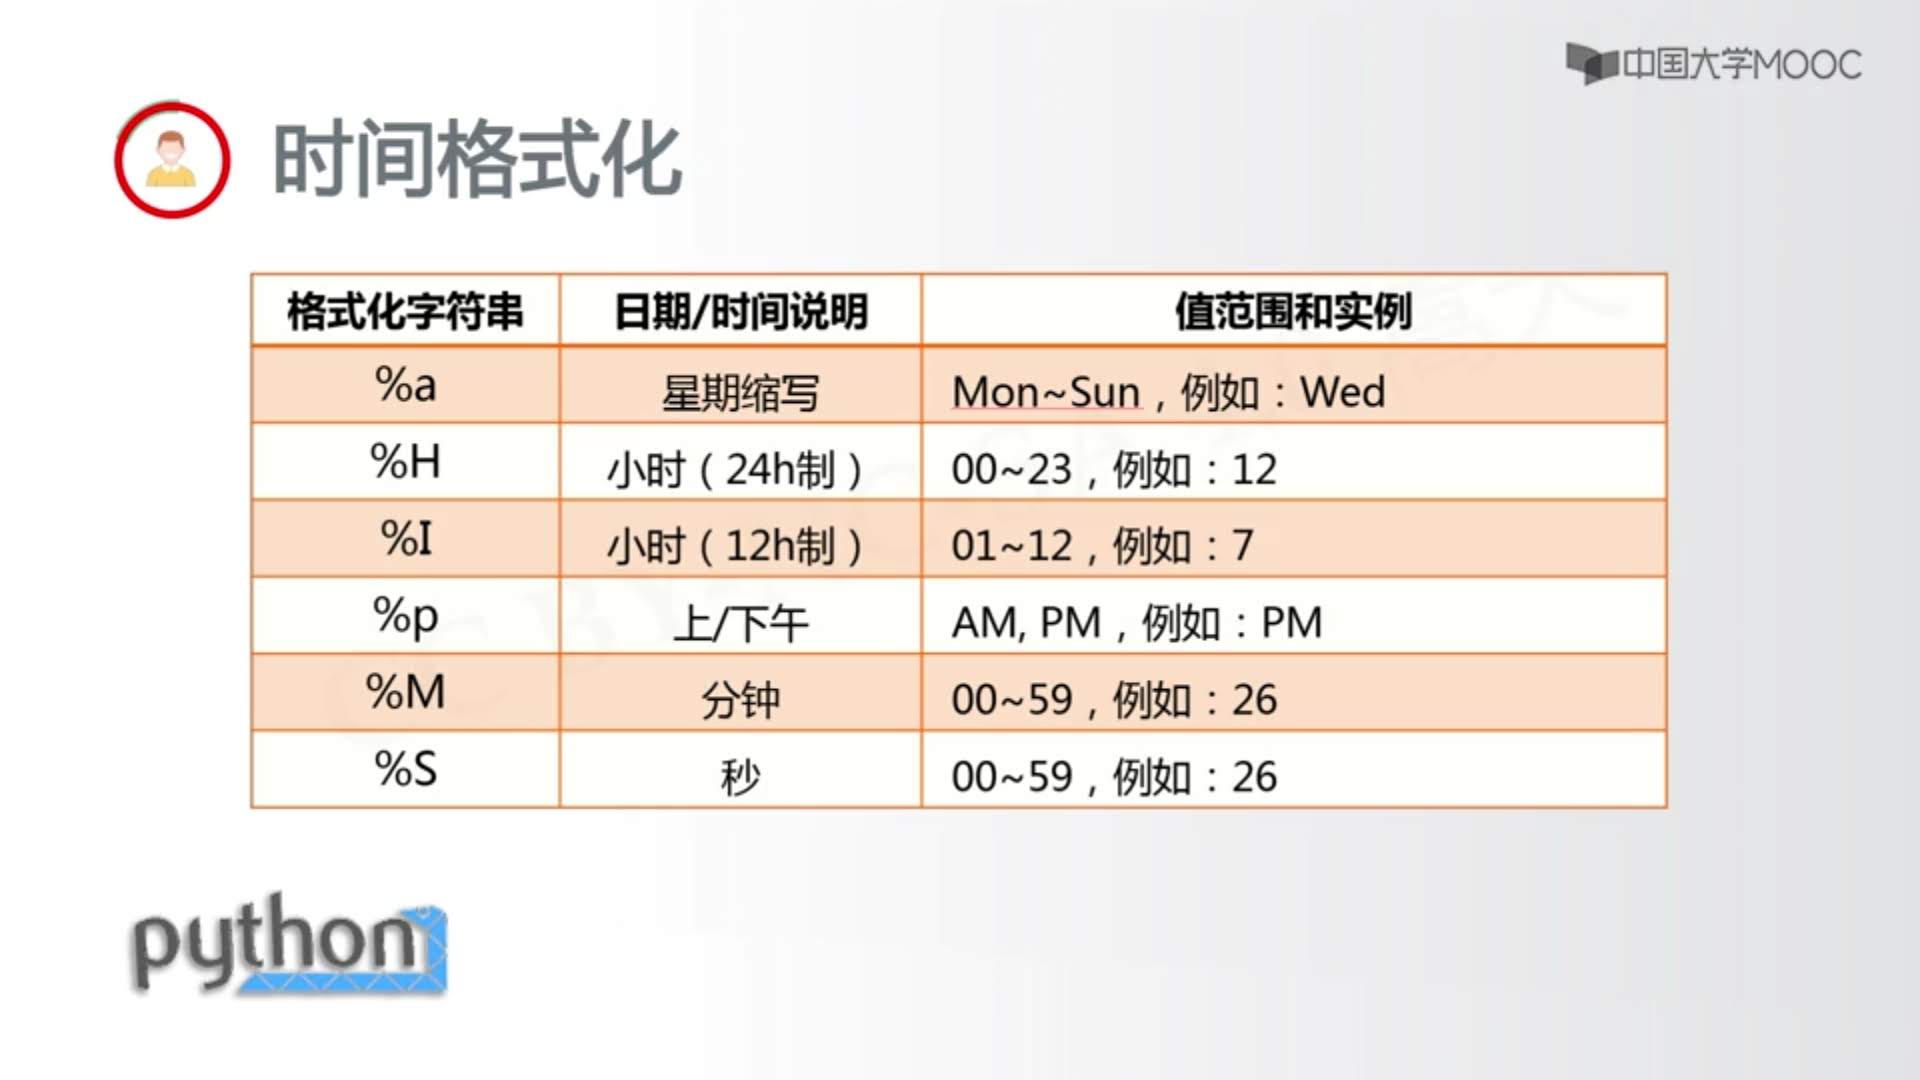 中国大学MOOC
时间格式化
格式化字符串 日期/时间说明 值范围和实例
%a 星期缩写 Mon~Sun，例如：Wed
%H 小时（24h制） 00~23，例如：12
%I 小时（12h制） 01~12，例如：7
%p 上/下午 AM, PM，例如：PM
%M 分钟 00~59，例如：26
%S 秒 00~59，例如：26
python